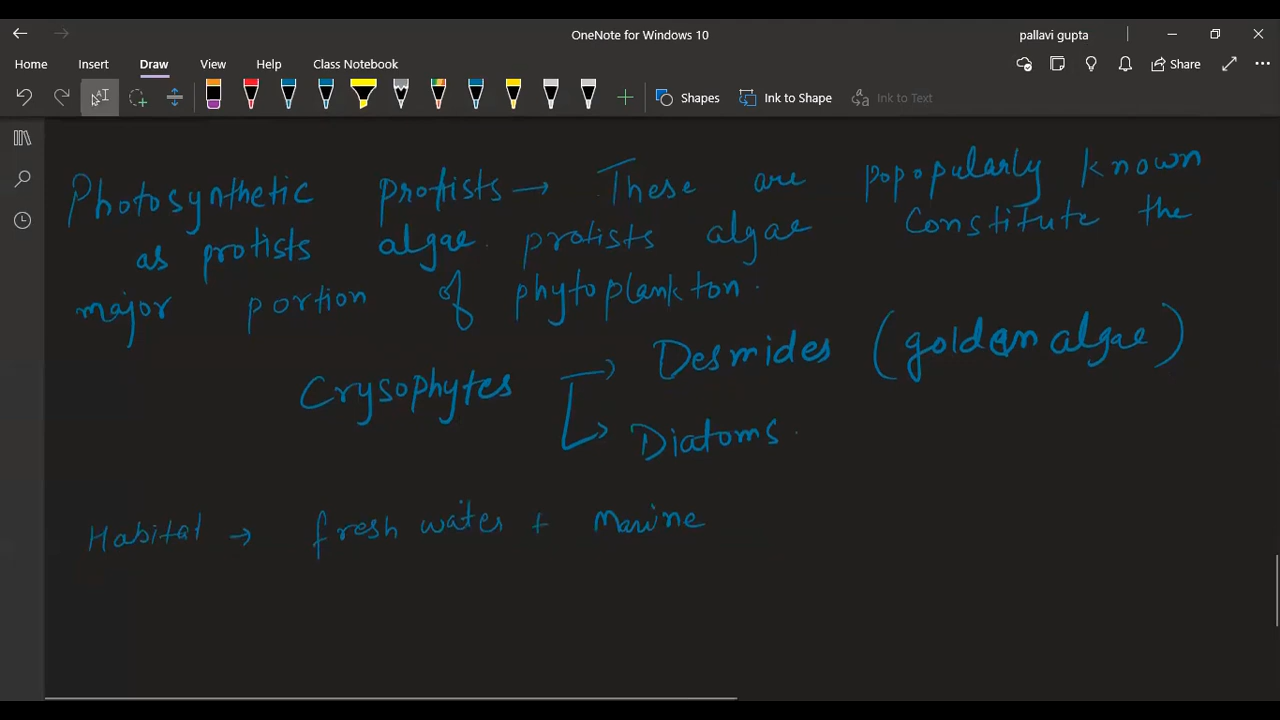 OneNote for Windows 10
pallavi gupta
Home Insert Draw View Help Class Notebook
Share
Shapes Ink to Shape Ink to Text
Photosynthetic protists → These are popopularly known
as protists algae. protists algae constitute the
major portion of phytoplankton.
Crysophytes → Desmides (golden algae)
→ Diatoms.
Habitat → fresh water + Marine